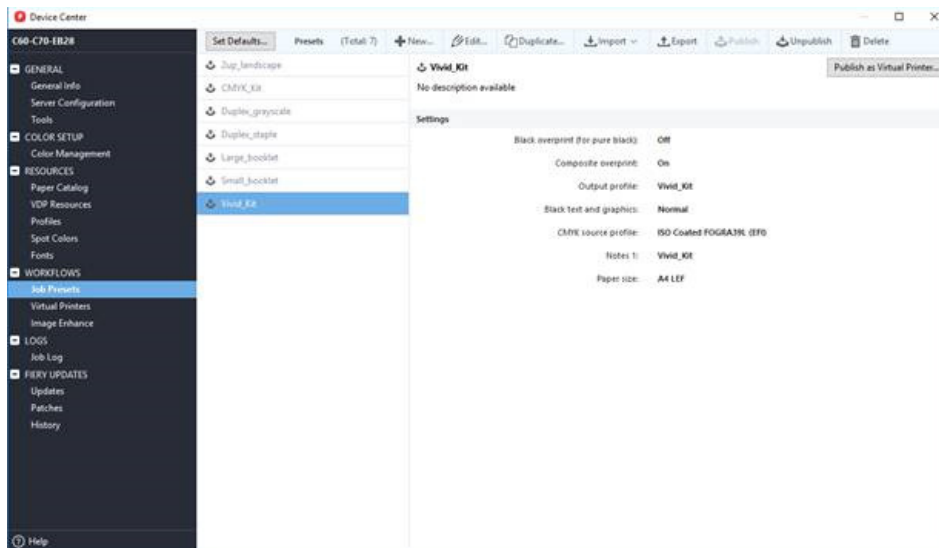 Device Center
C60-C70-EB28
Set Defaults...
Presets (Total: 7)
New...
Edit...
Duplicate...
Import
Export
Publish
Unpublish
Delete
GENERAL
General Info
Server Configuration
Tools
COLOR SETUP
Color Management
RESOURCES
Paper Catalog
VDP Resources
Profiles
Spot Colors
Fonts
WORKFLOWS
Job Presets
Virtual Printers
Image Enhance
LOGS
Job Log
FIERY UPDATES
Updates
Patches
History
Help
2up_landscape
CMYK_Kit
Duplex_grayscale
Duplex_staple
Large_booklet
Small_booklet
Vivid_Kit
Vivid_Kit
Publish as Virtual Printer...
No description available
Settings
Black overprint (for pure black): Off
Composite overprint: On
Output profile: Vivid_Kit
Black text and graphics: Normal
CMYK source profile: ISO Coated FOGRA39L (EFI)
Notes 1: Vivid_Kit
Paper size: A4 LEF